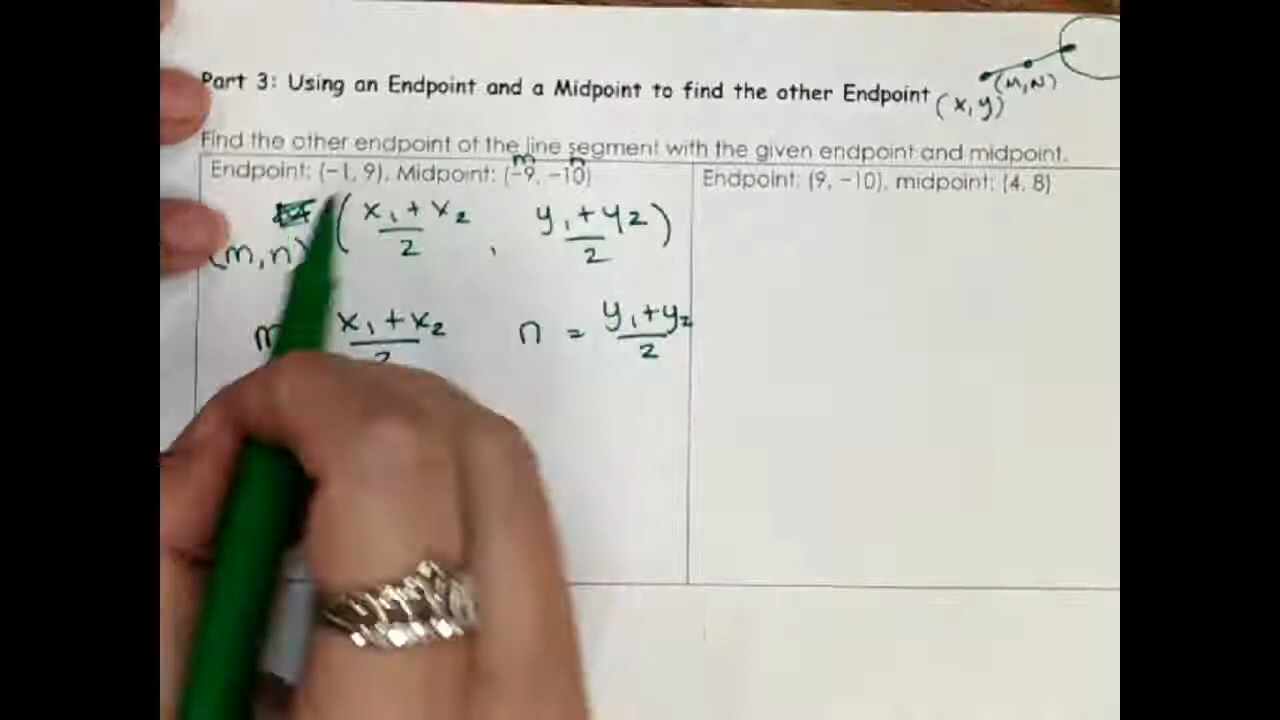 Part 3: Using an Endpoint and a Midpoint to find the other Endpoint
(M,N)
(x,y)
Find the other endpoint of the line segment with the given endpoint and midpoint.
m n
Endpoint: (−1, 9), Midpoint: (−9, −10)
Endpoint: (9, −10), midpoint: (4, 8)
(m,n) (x₁+x₂/2, y₁+y₂/2)
m x₁+x₂/2
n = y₁+y₂/2